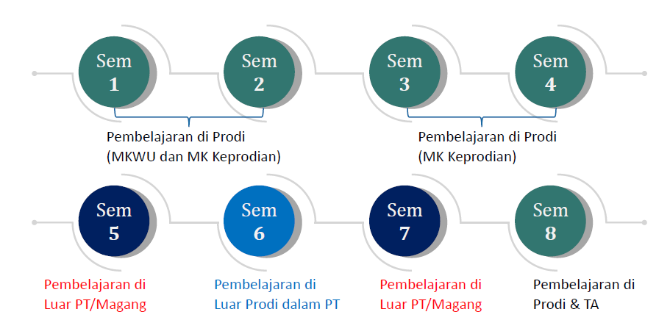 Sem
1
Sem
2
Sem
3
Sem
4
Pembelajaran di Prodi
(MKWU dan MK Keprodian)
Pembelajaran di Prodi
(MK Keprodian)
Sem
5
Sem
6
Sem
7
Sem
8
Pembelajaran di
Luar PT/Magang
Pembelajaran di
Luar Prodi dalam PT
Pembelajaran di
Luar PT/Magang
Pembelajaran di
Prodi & TA